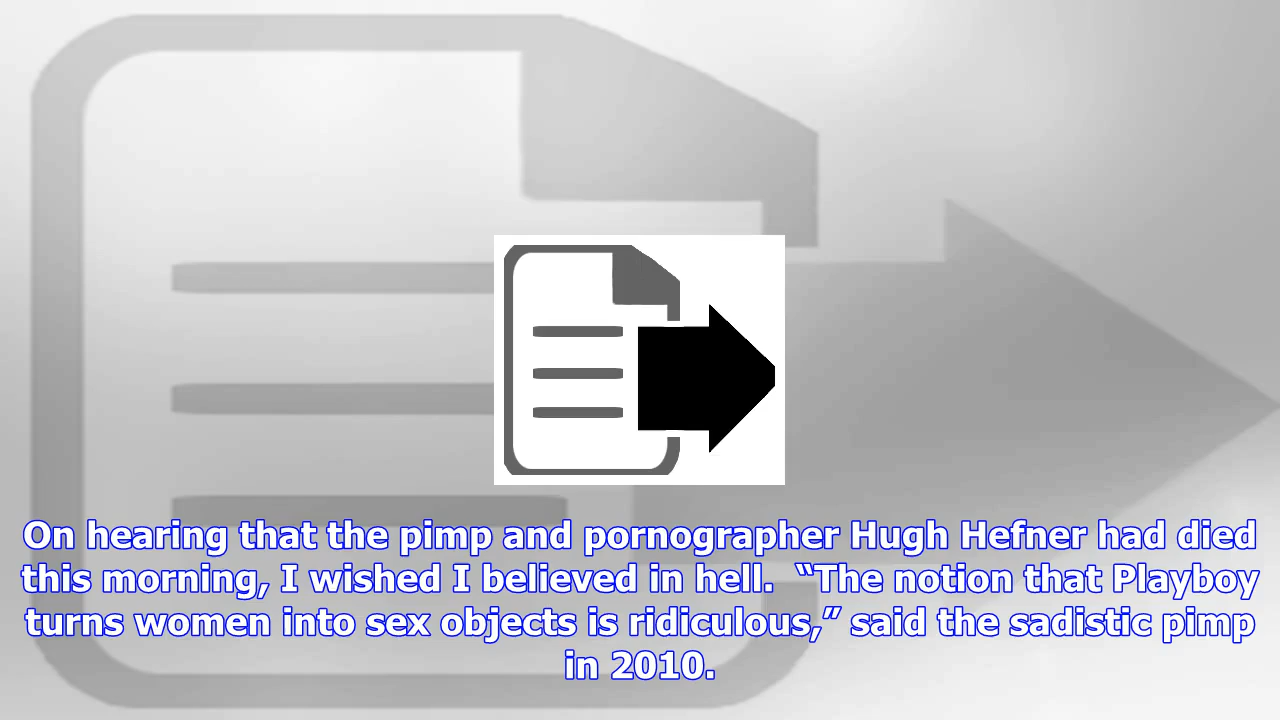 On hearing that the pimp and pornographer Hugh Hefner had died
this morning, I wished I believed in hell.  “The notion that Playboy
turns women into sex objects is ridiculous,” said the sadistic pimp
in 2010.